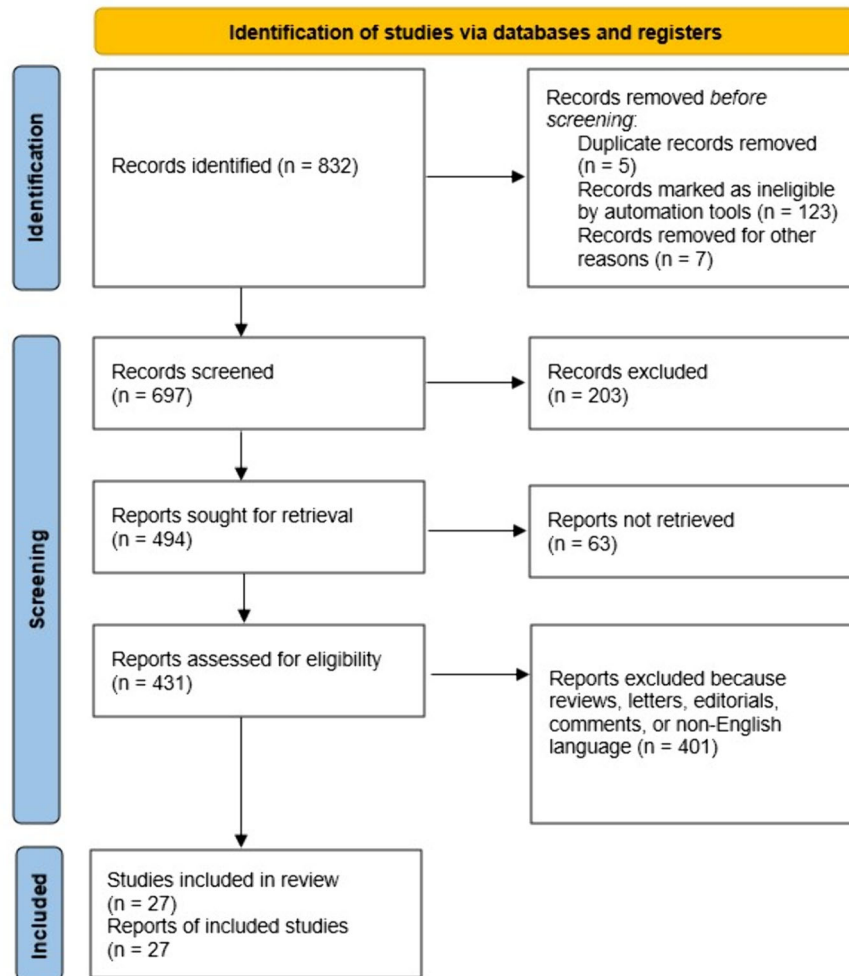 Identification of studies via databases and registers
Identification
Records identified (n = 832)
Records removed before
screening:
Duplicate records removed
(n = 5)
Records marked as ineligible
by automation tools (n = 123)
Records removed for other
reasons (n = 7)
Screening
Records screened
(n = 697)
Records excluded
(n = 203)
Reports sought for retrieval
(n = 494)
Reports not retrieved
(n = 63)
Reports assessed for eligibility
(n = 431)
Reports excluded because
reviews, letters, editorials,
comments, or non-English
language (n = 401)
Included
Studies included in review
(n = 27)
Reports of included studies
(n = 27